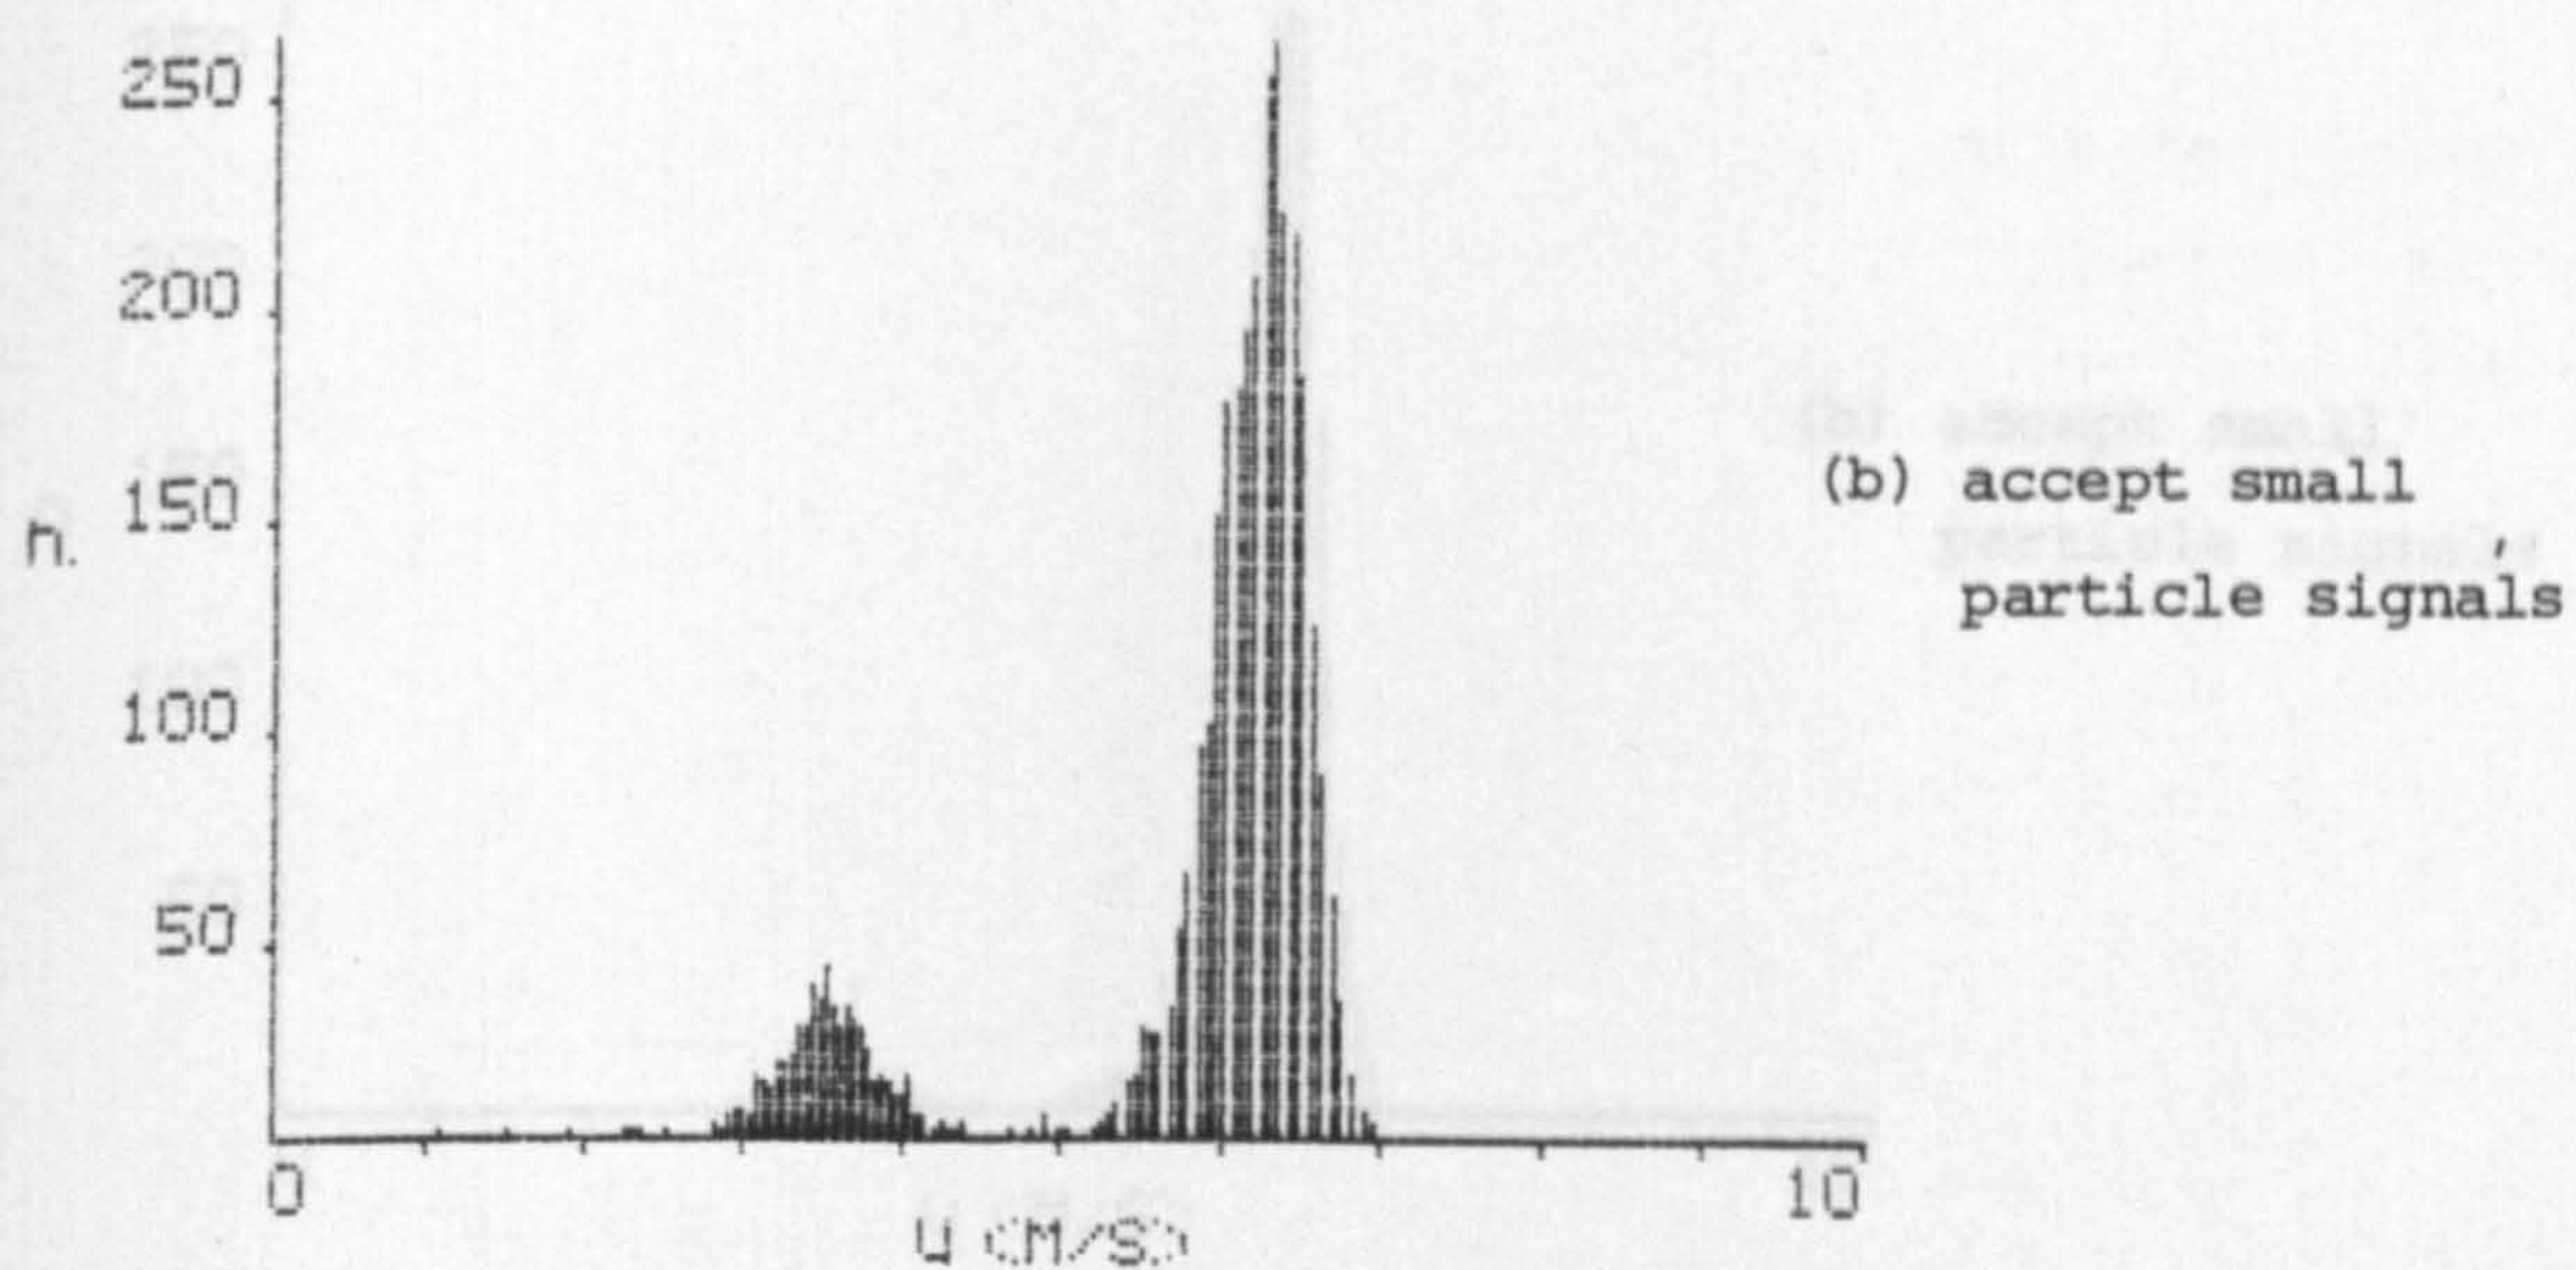 250
200
150
n.
100
50
0
10
U (M/S)
(b) accept small
particle signals